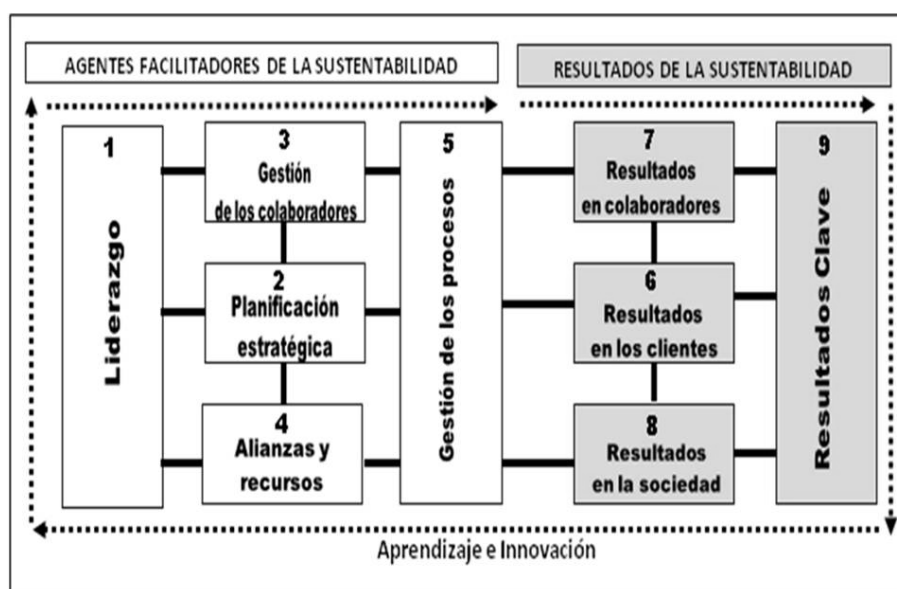 AGENTES FACILITADORES DE LA SUSTENTABILIDAD
RESULTADOS DE LA SUSTENTABILIDAD
1
Liderazgo
3
Gestión
de los colaboradores
2
Planificación
estratégica
4
Alianzas y
recursos
5
Gestión de los procesos
7
Resultados
en colaboradores
6
Resultados
en los clientes
8
Resultados
en la sociedad
9
Resultados Clave
Aprendizaje e Innovación